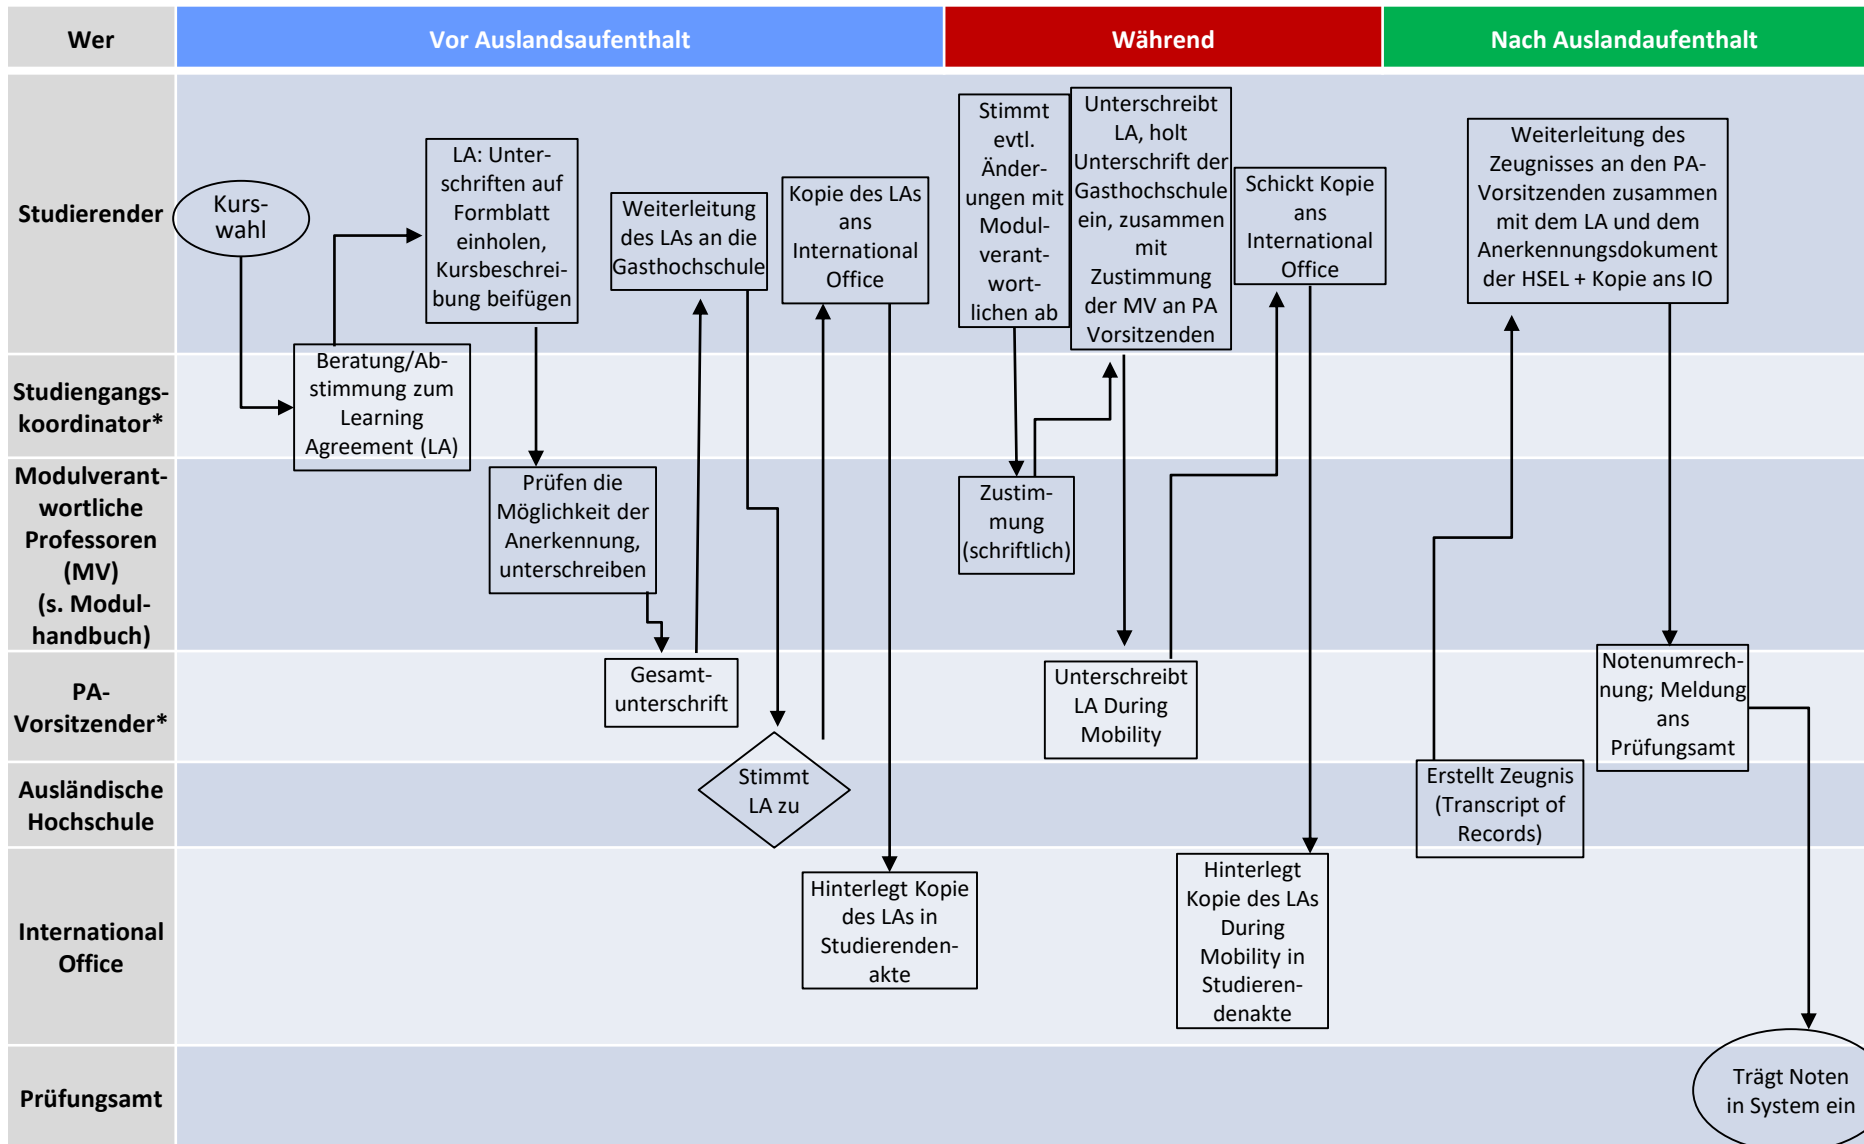 Wer
Vor Auslandsaufenthalt
Während
Nach Auslandaufenthalt
Studierender
Kurs-
wahl
LA: Unter-
schriften auf
Formblatt
einholen,
Kursbeschrei-
bung beifügen
Weiterleitung
des LAs an die
Gasthochschule
Kopie des LAs
ans
International
Office
Stimmt
evtl.
Änder-
ungen mit
Modul-
verant-
wort-
lichen ab
Unterschreibt
LA, holt
Unterschrift der
Gasthochschule
ein, zusammen
mit
Zustimmung
der MV an PA
Vorsitzenden
Schickt Kopie
ans
International
Office
Weiterleitung des
Zeugnisses an den PA-
Vorsitzenden zusammen
mit dem LA und dem
Anerkennungsdokument
der HSEL + Kopie ans IO
Studiengangs-
koordinator*
Beratung/Ab-
stimmung zum
Learning
Agreement (LA)
Modulverant-
wortliche
Professoren
(MV)
(s. Modul-
handbuch)
Prüfen die
Möglichkeit der
Anerkennung,
unterschreiben
Zustim-
mung
(schriftlich)
PA-
Vorsitzender*
Gesamt-
unterschrift
Unterschreibt
LA During
Mobility
Notenumrech-
nung; Meldung
ans
Prüfungsamt
Ausländische
Hochschule
Stimmt
LA zu
Erstellt Zeugnis
(Transcript of
Records)
International
Office
Hinterlegt Kopie
des LAs in
Studierenden-
akte
Hinterlegt
Kopie des LAs
During
Mobility in
Studieren-
denakte
Prüfungsamt
Trägt Noten
in System ein